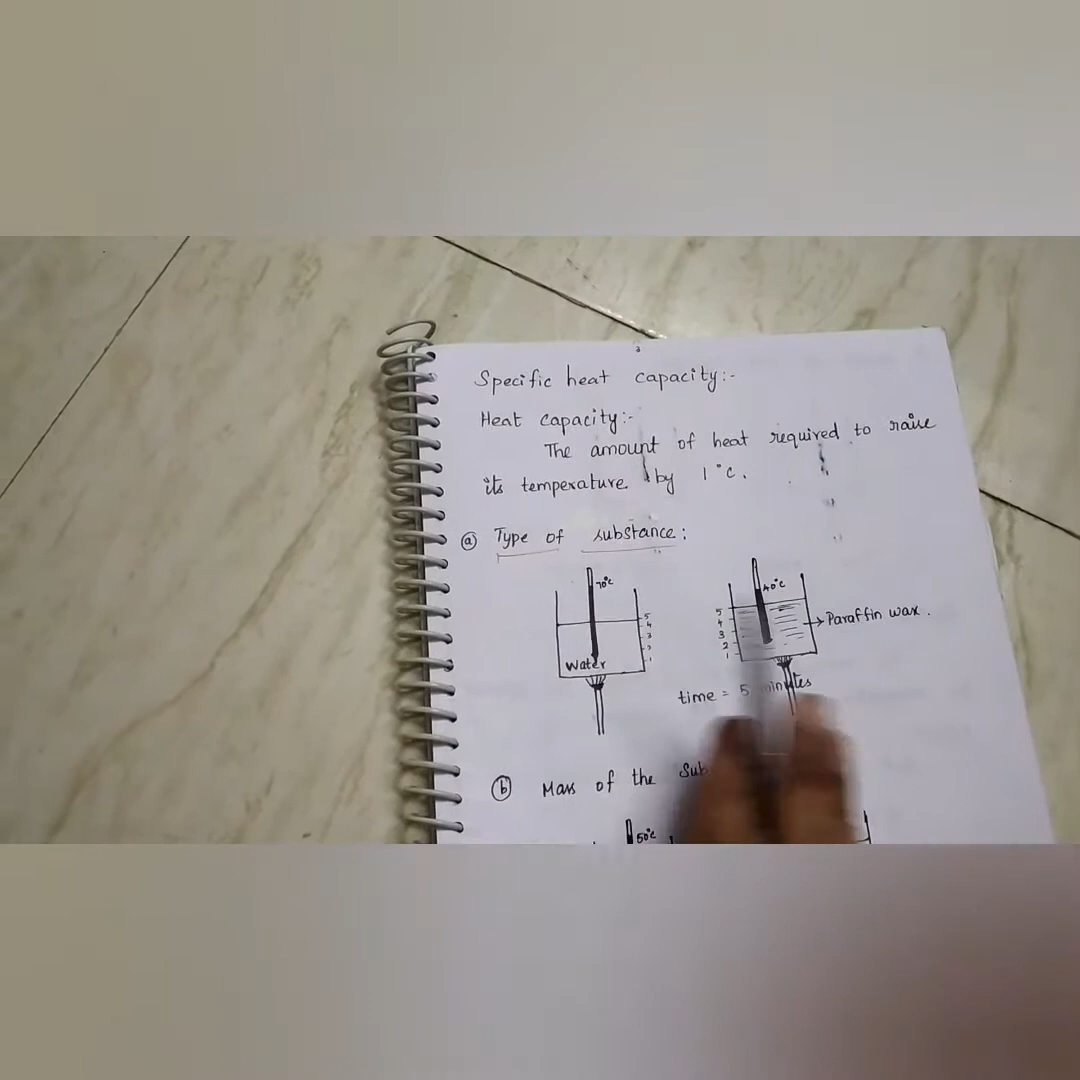 Specific heat capacity:-
Heat capacity:-
The amount of heat required to raise
its temperature by 1°C.
(a) Type of substance:
70°C
5
4
3
2
1
Water
40°C
5
4
3
2
1
Paraffin wax.
time = 5 minutes
(b) Mass of the
50°C